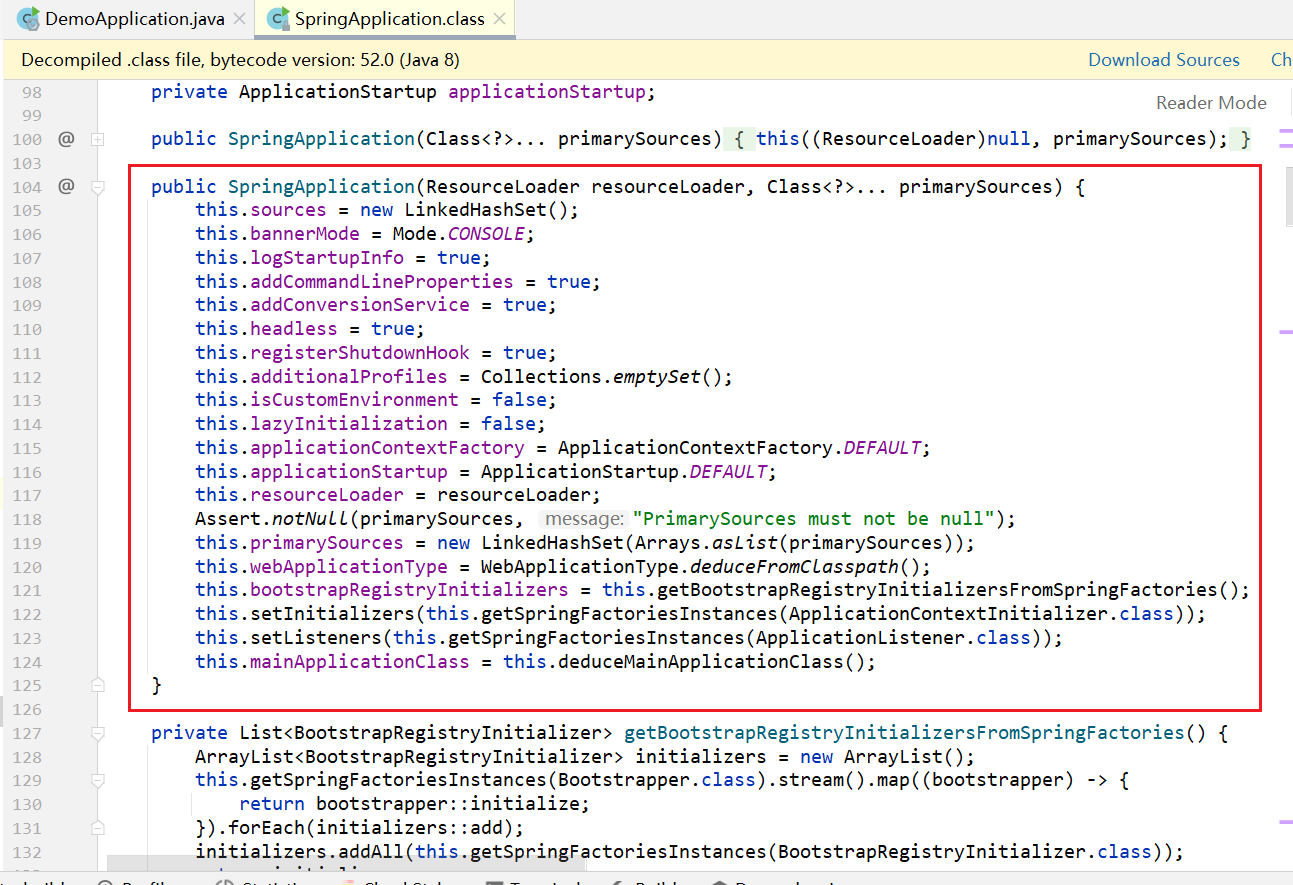 DemoApplication.java SpringApplication.class
Decompiled .class file, bytecode version: 52.0 (Java 8) Download Sources Ch
98 private ApplicationStartup applicationStartup;
Reader Mode
99
100 @ public SpringApplication(Class<?>... primarySources) { this((ResourceLoader)null, primarySources); }
103
104 @ public SpringApplication(ResourceLoader resourceLoader, Class<?>... primarySources) {
105 this.sources = new LinkedHashSet();
106 this.bannerMode = Mode.CONSOLE;
107 this.logStartupInfo = true;
108 this.addCommandLineProperties = true;
109 this.addConversionService = true;
110 this.headless = true;
111 this.registerShutdownHook = true;
112 this.additionalProfiles = Collections.emptySet();
113 this.isCustomEnvironment = false;
114 this.lazyInitialization = false;
115 this.applicationContextFactory = ApplicationContextFactory.DEFAULT;
116 this.applicationStartup = ApplicationStartup.DEFAULT;
117 this.resourceLoader = resourceLoader;
118 Assert.notNull(primarySources, message: "PrimarySources must not be null");
119 this.primarySources = new LinkedHashSet(Arrays.asList(primarySources));
120 this.webApplicationType = WebApplicationType.deduceFromClasspath();
121 this.bootstrapRegistryInitializers = this.getBootstrapRegistryInitializersFromSpringFactories();
122 this.setInitializers(this.getSpringFactoriesInstances(ApplicationContextInitializer.class));
123 this.setListeners(this.getSpringFactoriesInstances(ApplicationListener.class));
124 this.mainApplicationClass = this.deduceMainApplicationClass();
125 }
126
127 private List<BootstrapRegistryInitializer> getBootstrapRegistryInitializersFromSpringFactories() {
128 ArrayList<BootstrapRegistryInitializer> initializers = new ArrayList();
129 this.getSpringFactoriesInstances(Bootstrapper.class).stream().map((bootstrapper) -> {
130 return bootstrapper::initialize;
131 }).forEach(initializers::add);
132 initializers.addAll(this.getSpringFactoriesInstances(BootstrapRegistryInitializer.class));